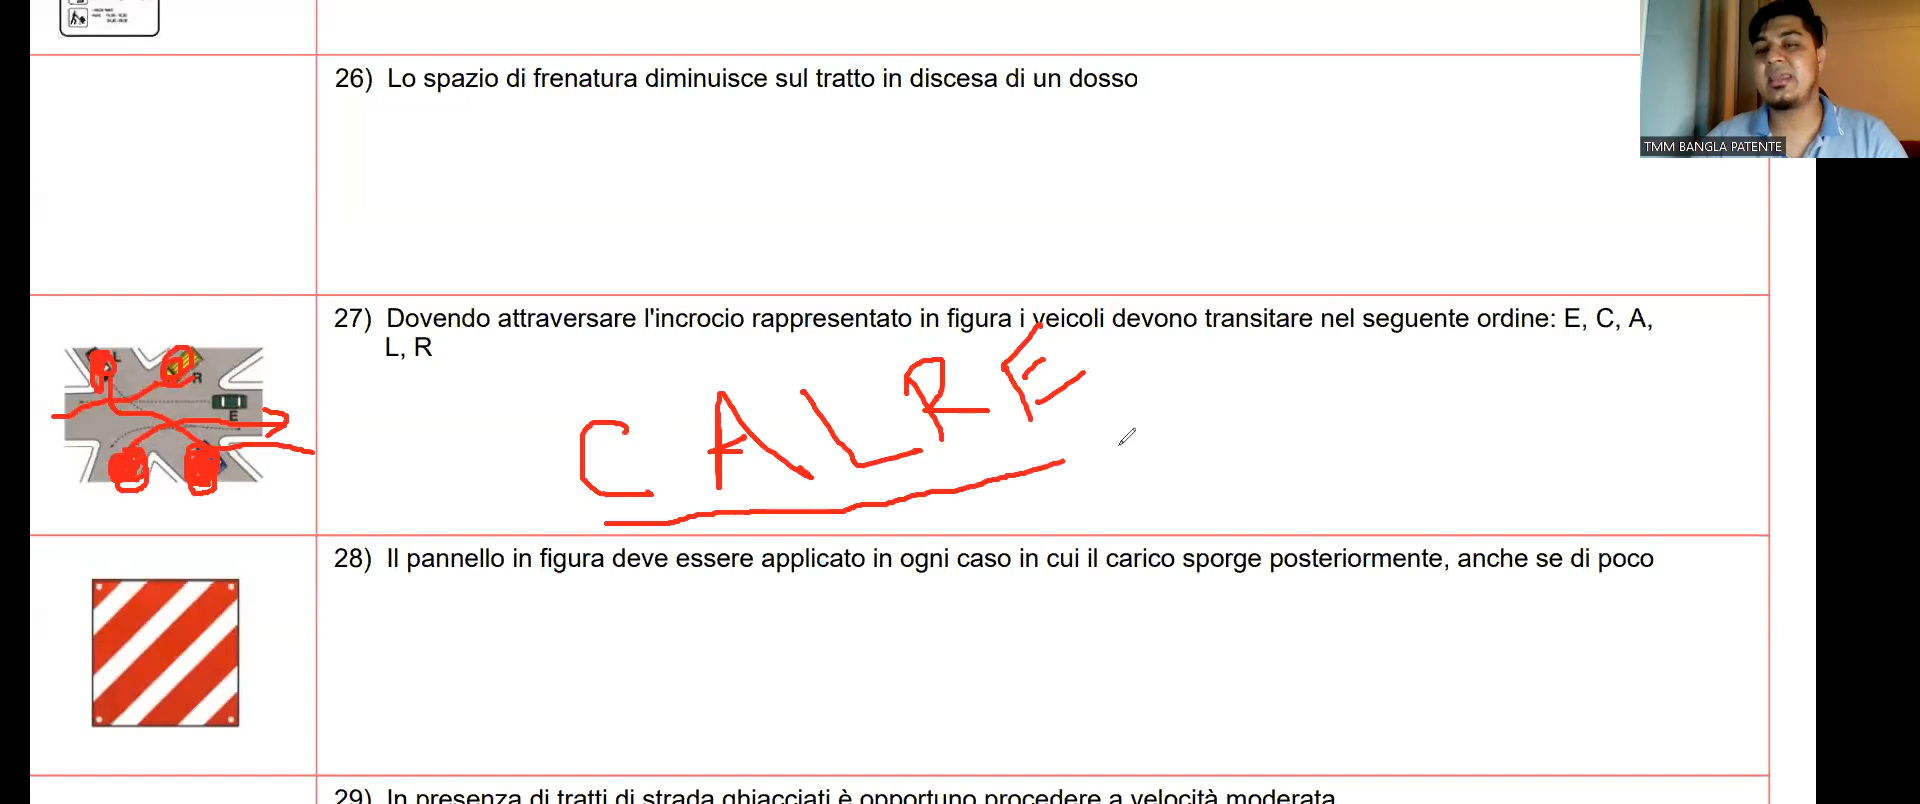 TMM BANGLA PATENTE
26) Lo spazio di frenatura diminuisce sul tratto in discesa di un dosso
27) Dovendo attraversare l'incrocio rappresentato in figura i veicoli devono transitare nel seguente ordine: E, C, A,
L, R
L
R
E
C A L R E
28) Il pannello in figura deve essere applicato in ogni caso in cui il carico sporge posteriormente, anche se di poco
29) In presenza di tratti di strada ghiacciati è opportuno procedere a velocità moderata